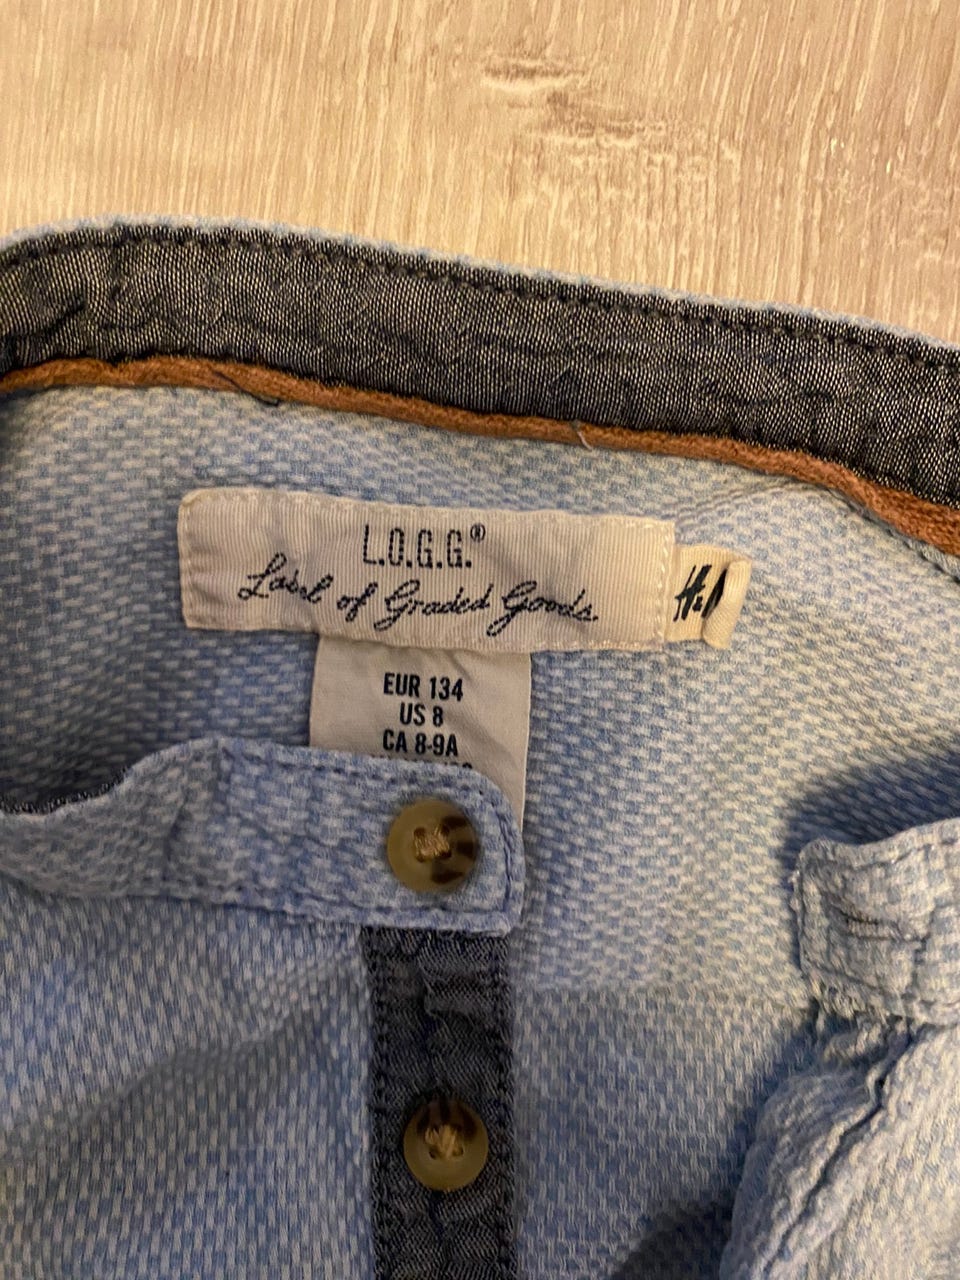 L.O.G.G.®
Label of Graded Goods.
H&M
EUR 134
US 8
CA 8-9A